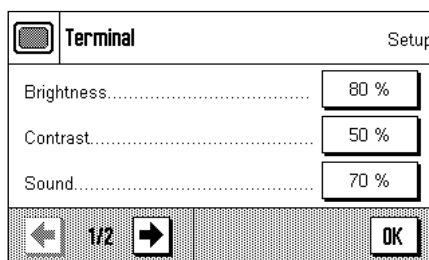 Terminal Setup
Brightness.................................... 80 %
Contrast....................................... 50 %
Sound.......................................... 70 %
1/2 OK